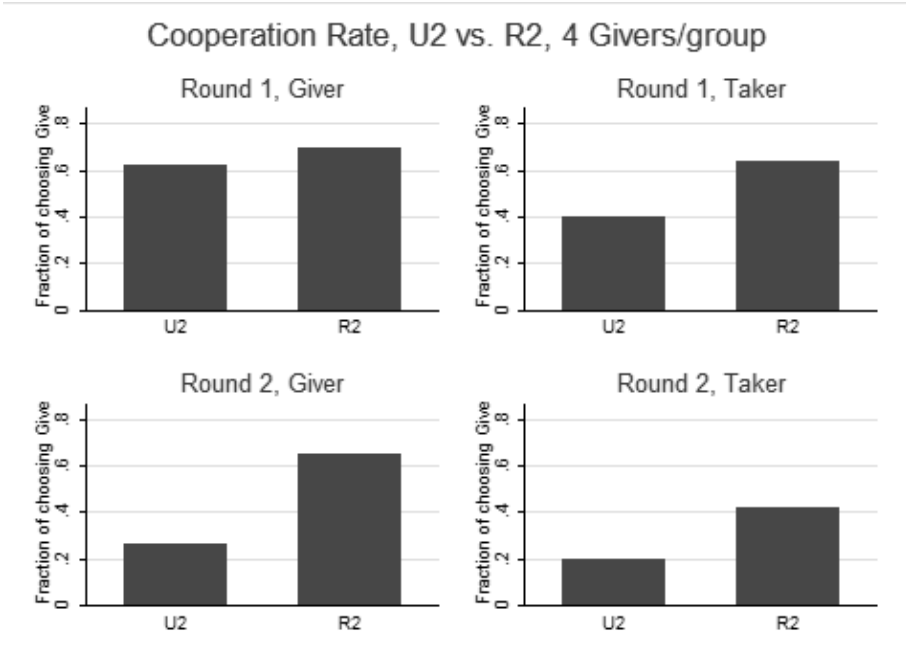 Cooperation Rate, U2 vs. R2, 4 Givers/group
Round 1, Giver
Fraction of choosing Give
0 .2 .4 .6 .8
U2 R2
Round 1, Taker
Fraction of choosing Give
0 .2 .4 .6 .8
U2 R2
Round 2, Giver
Fraction of choosing Give
0 .2 .4 .6 .8
U2 R2
Round 2, Taker
Fraction of choosing Give
0 .2 .4 .6 .8
U2 R2